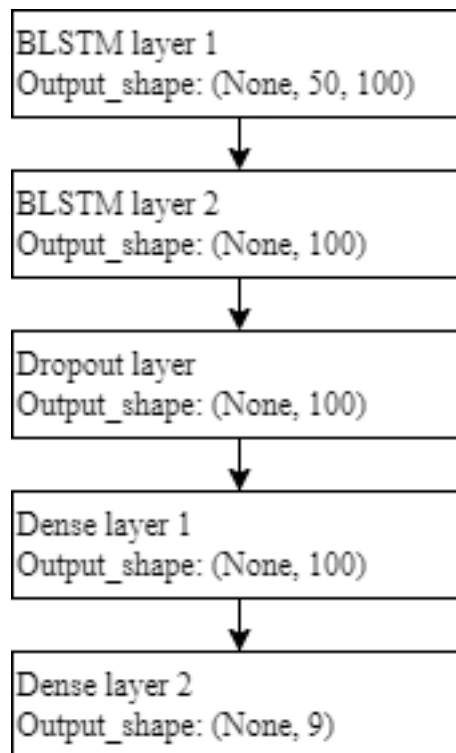 BLSTM layer 1
Output_shape: (None, 50, 100)
BLSTM layer 2
Output_shape: (None, 100)
Dropout layer
Output_shape: (None, 100)
Dense layer 1
Output_shape: (None, 100)
Dense layer 2
Output_shape: (None, 9)